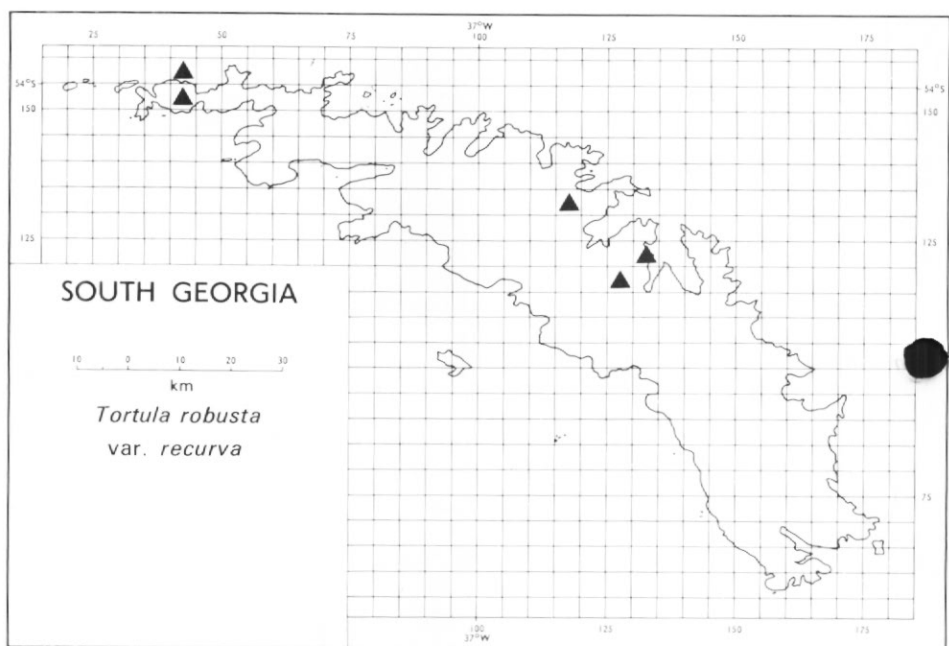 37°W
25 50 75 100 125 150 175
54°S 54°S
150 150
125 125
SOUTH GEORGIA
10 0 10 20 30
km
Tortula robusta
var. recurva
75
100 125 150 175
37°W